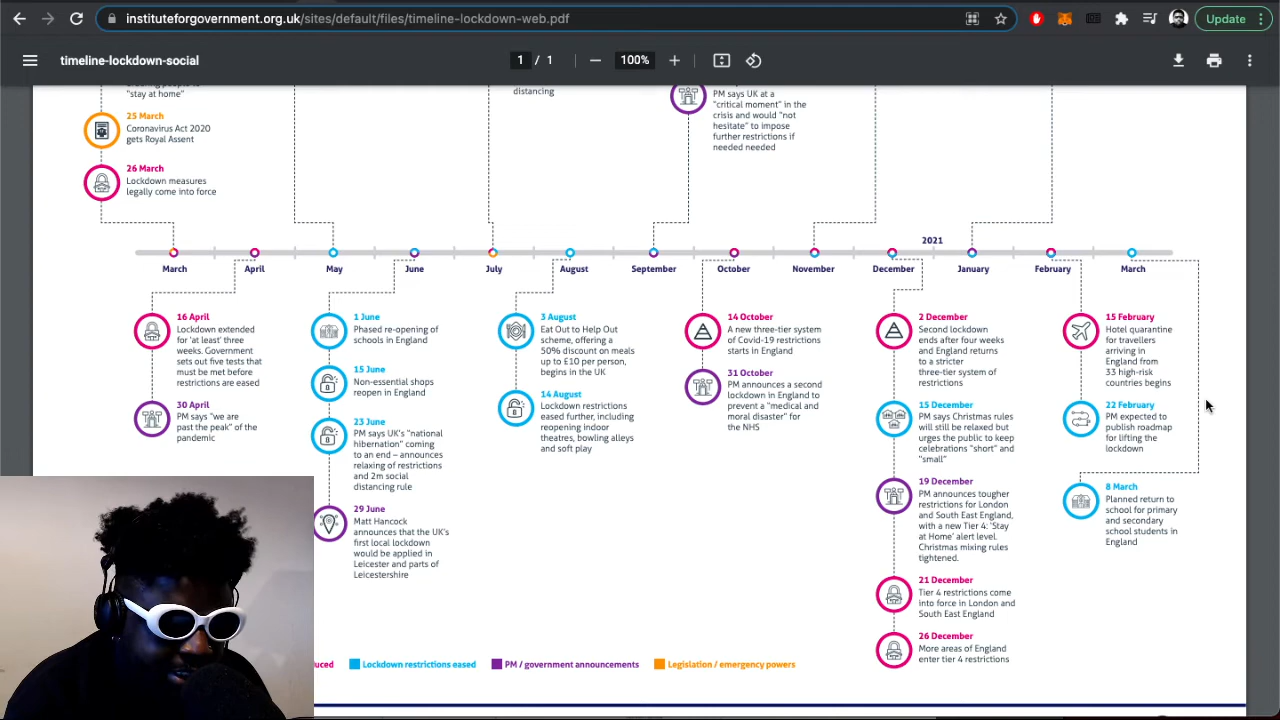 instituteforgovernment.org.uk/sites/default/files/timeline-lockdown-web.pdf
Update
timeline-lockdown-social
1 / 1
100%
"stay at home"
25 March
Coronavirus Act 2020
gets Royal Assent
26 March
Lockdown measures
legally come into force
distancing
PM says UK at a
"critical moment" in the
crisis and would "not
hesitate" to impose
further restrictions if
needed needed
2021
March
April
May
June
July
August
September
October
November
December
January
February
March
16 April
Lockdown extended
for 'at least' three
weeks. Government
sets out five tests that
must be met before
restrictions are eased
30 April
PM says "we are
past the peak" of the
pandemic
1 June
Phased re-opening of
schools in England
15 June
Non-essential shops
reopen in England
23 June
PM says UK's "national
hibernation" coming
to an end – announces
relaxing of restrictions
and 2m social
distancing rule
29 June
Matt Hancock
announces that the UK's
first local lockdown
would be applied in
Leicester and parts of
Leicestershire
3 August
Eat Out to Help Out
scheme, offering a
50% discount on meals
up to £10 per person,
begins in the UK
14 August
Lockdown restrictions
eased further, including
reopening indoor
theatres, bowling alleys
and soft play
14 October
A new three-tier system
of Covid-19 restrictions
starts in England
31 October
PM announces a second
lockdown in England to
prevent a "medical and
moral disaster" for
the NHS
2 December
Second lockdown
ends after four weeks
and England returns
to a stricter
three-tier system of
restrictions
15 December
PM says Christmas rules
will still be relaxed but
urges the public to keep
celebrations "short" and
"small"
19 December
PM announces tougher
restrictions for London
and South East England,
with a new Tier 4: 'Stay
at Home' alert level.
Christmas mixing rules
tightened.
21 December
Tier 4 restrictions come
into force in London and
South East England
26 December
More areas of England
enter tier 4 restrictions
15 February
Hotel quarantine
for travellers
arriving in
England from
33 high-risk
countries begins
22 February
PM expected to
publish roadmap
for lifting the
lockdown
8 March
Planned return to
school for primary
and secondary
school students in
England
Lockdown restrictions eased
PM / government announcements
Legislation / emergency powers